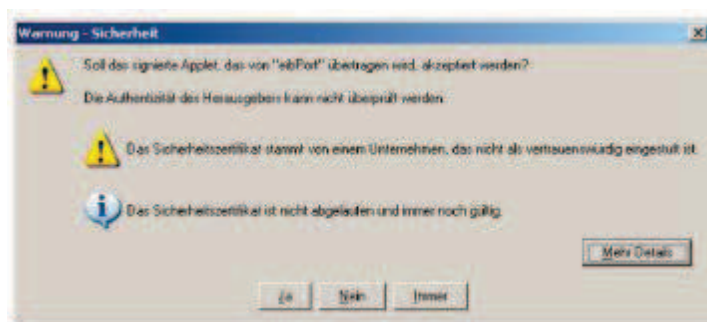 Warnung - Sicherheit
Soll das signierte Applet, das von "eibPort" übertragen wird, akzeptiert werden?
Die Authentizität des Herausgebers kann nicht überprüft werden.
Das Sicherheitszertifikat stammt von einem Unternehmen, das nicht als vertrauenswürdig eingestuft ist.
Das Sicherheitszertifikat ist nicht abgelaufen und immer noch gültig.
Mehr Details
Ja Nein Immer